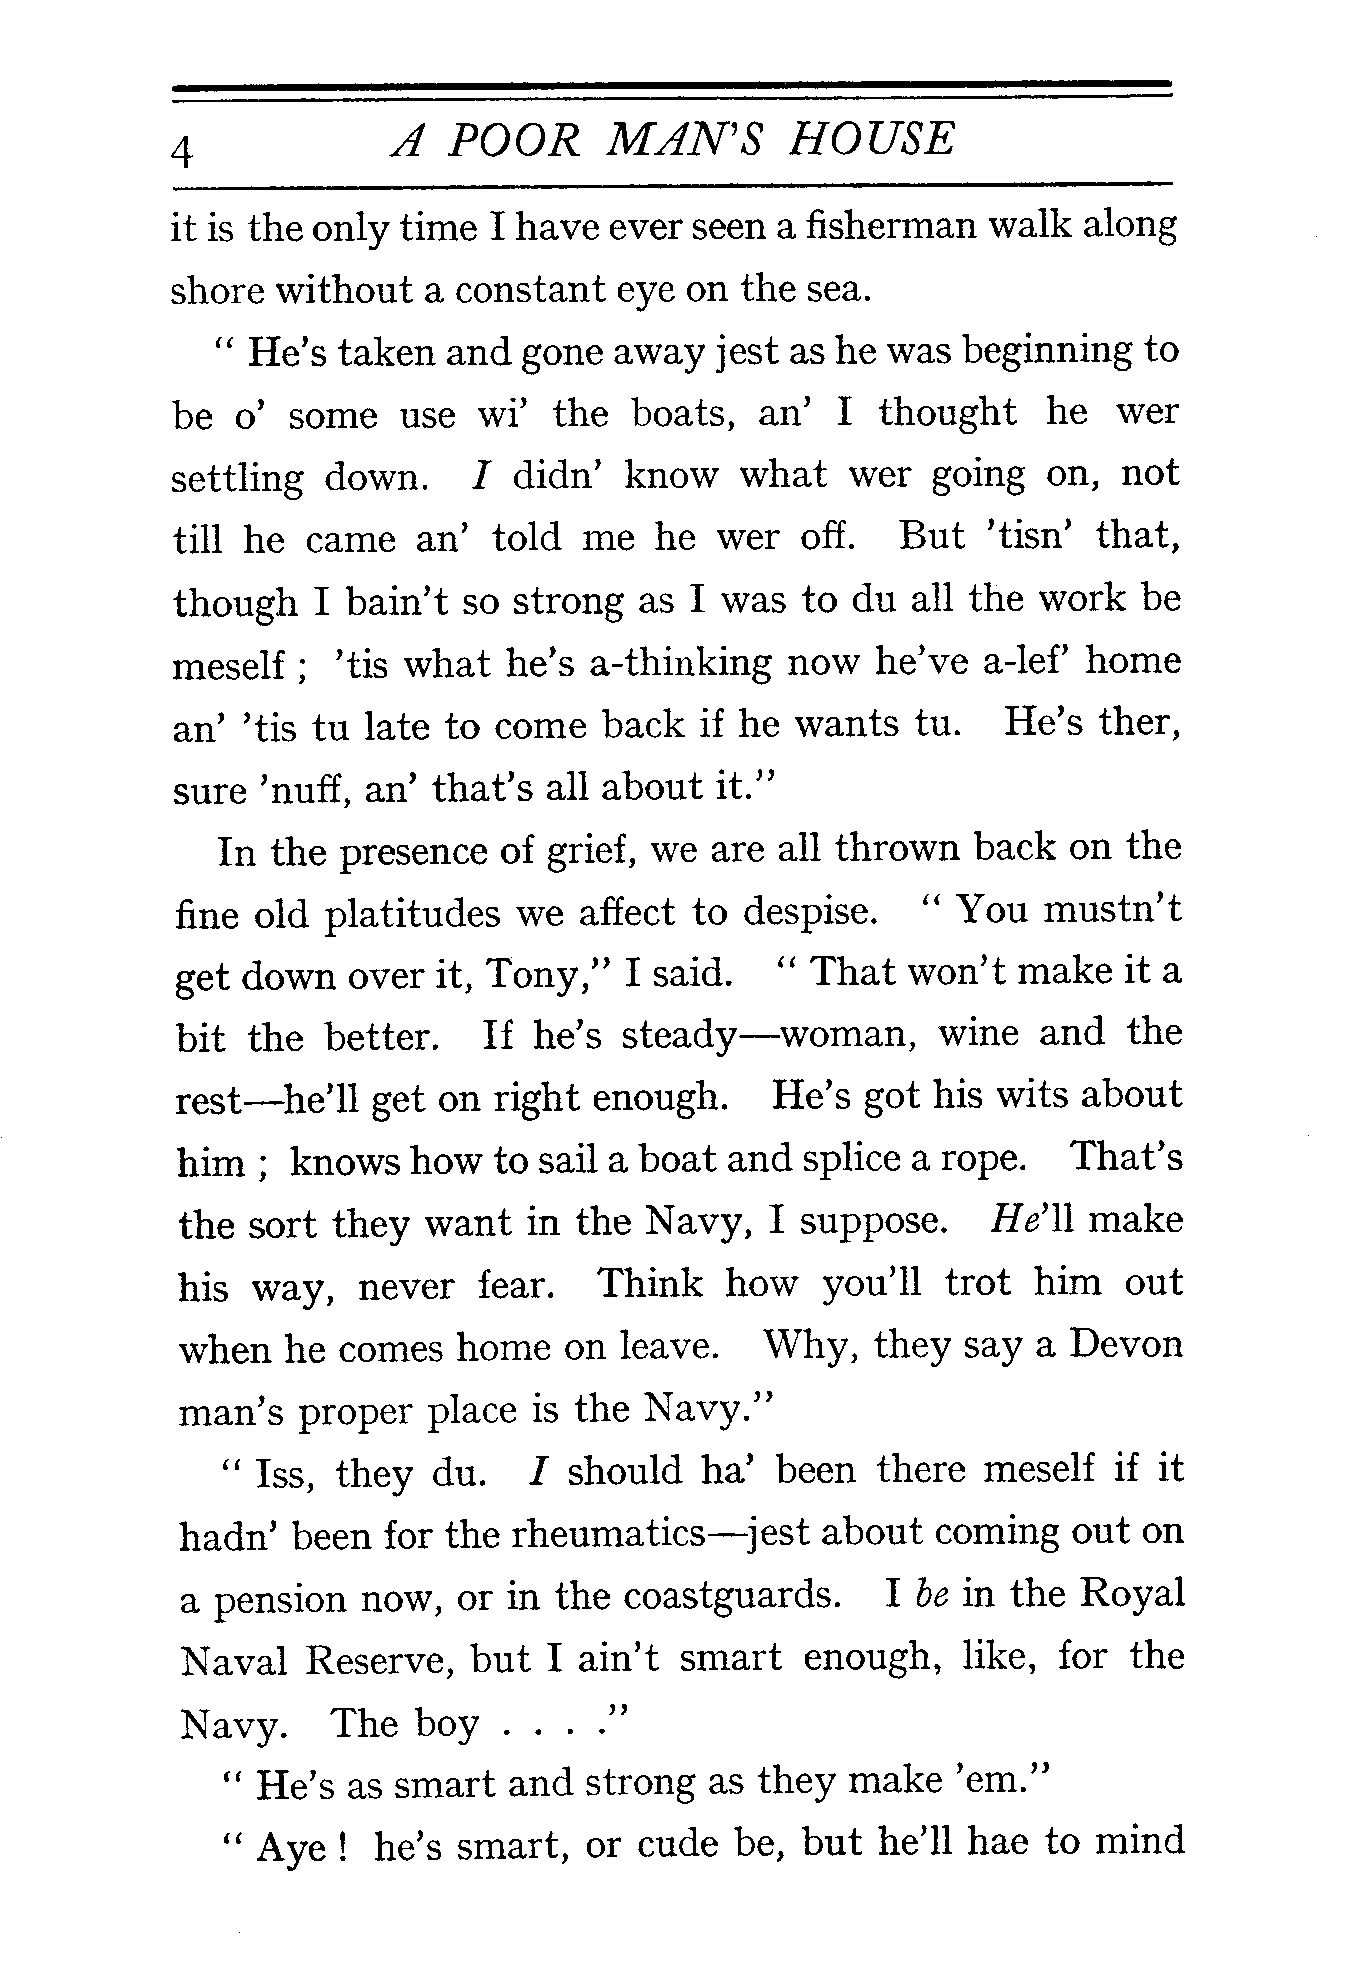 4 A POOR MAN'S HOUSE
it is the only time I have ever seen a fisherman walk along
shore without a constant eye on the sea.
" He's taken and gone away jest as he was beginning to
be o' some use wi' the boats, an' I thought he wer
settling down. I didn' know what wer going on, not
till he came an' told me he wer off. But 'tisn' that,
though I bain't so strong as I was to du all the work be
meself ; 'tis what he's a-thinking now he've a-lef' home
an' 'tis tu late to come back if he wants tu. He's ther,
sure 'nuff, an' that's all about it."
In the presence of grief, we are all thrown back on the
fine old platitudes we affect to despise. " You mustn't
get down over it, Tony," I said. " That won't make it a
bit the better. If he's steady—woman, wine and the
rest—he'll get on right enough. He's got his wits about
him ; knows how to sail a boat and splice a rope. That's
the sort they want in the Navy, I suppose. He'll make
his way, never fear. Think how you'll trot him out
when he comes home on leave. Why, they say a Devon
man's proper place is the Navy."
" Iss, they du. I should ha' been there meself if it
hadn' been for the rheumatics—jest about coming out on
a pension now, or in the coastguards. I be in the Royal
Naval Reserve, but I ain't smart enough, like, for the
Navy. The boy . . . ."
" He's as smart and strong as they make 'em."
" Aye ! he's smart, or cude be, but he'll hae to mind